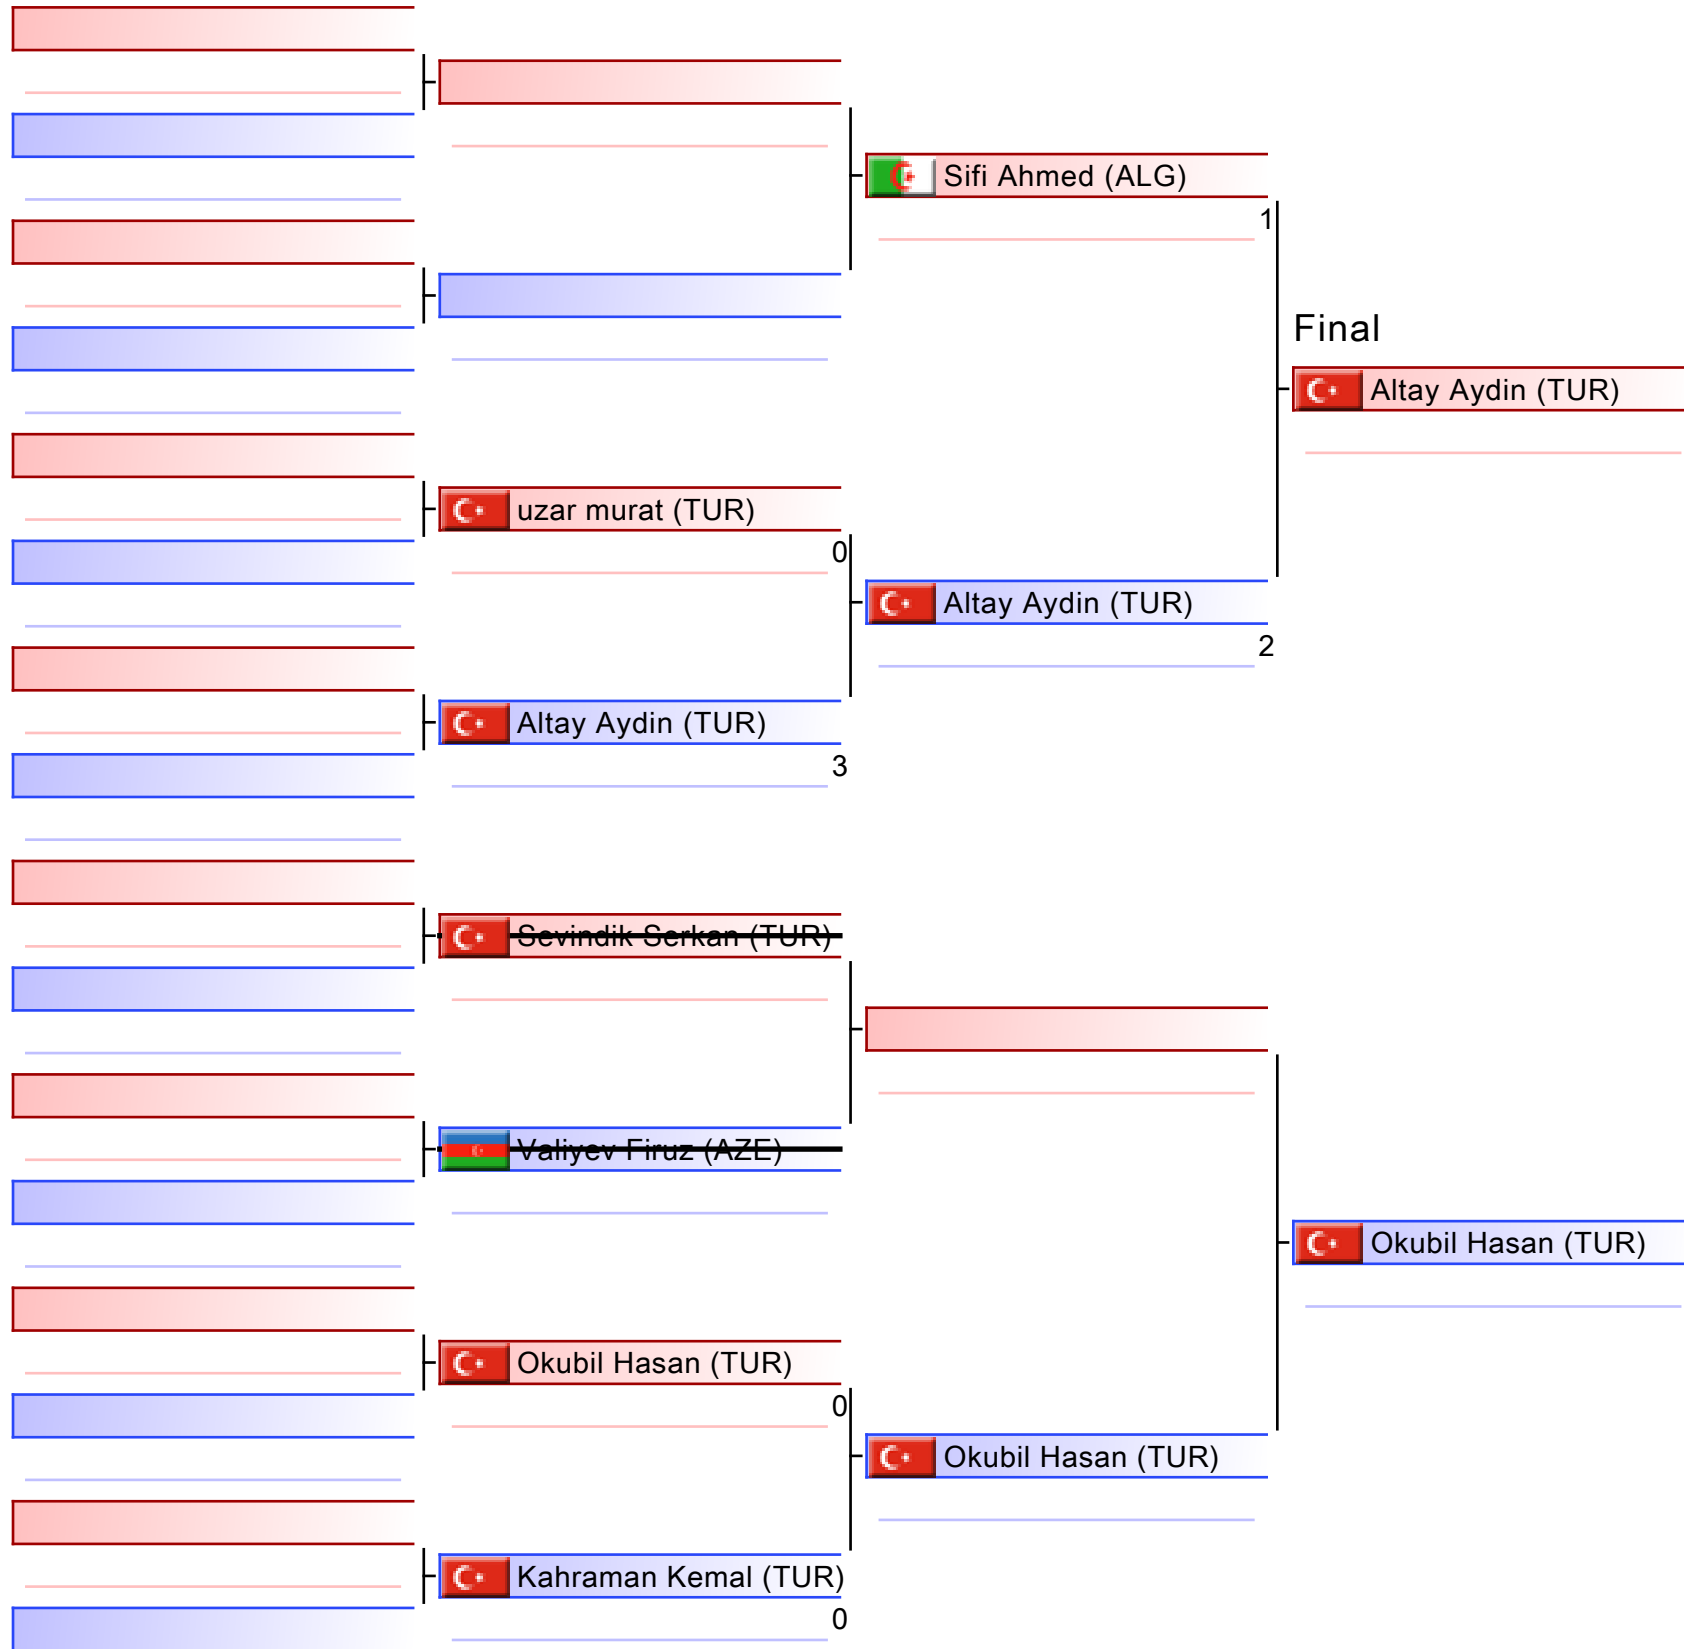 Sifi Ahmed (ALG)
1
Final
Altay Aydin (TUR)
uzar murat (TUR)
0
Altay Aydin (TUR)
2
Altay Aydin (TUR)
3
Sevindik Serkan (TUR)
Valiyev Firuz (AZE)
Okubil Hasan (TUR)
Okubil Hasan (TUR)
0
Okubil Hasan (TUR)
Kahraman Kemal (TUR)
0